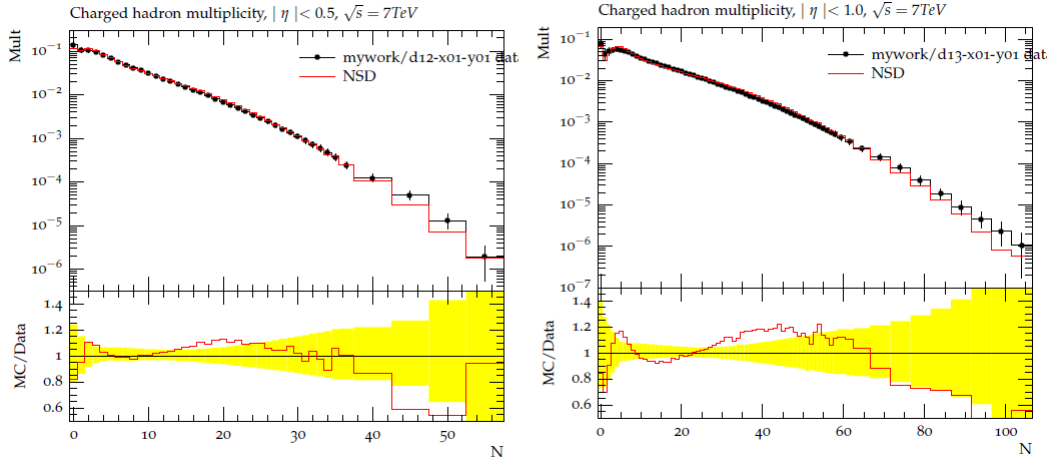 Charged hadron multiplicity, | η |< 0.5, √s = 7TeV
Mult
10⁻¹
10⁻²
10⁻³
10⁻⁴
10⁻⁵
10⁻⁶
mywork/d12-x01-y01 data
NSD
MC/Data
1.4
1.2
1
0.8
0.6
0 10 20 30 40 50
N
Charged hadron multiplicity, | η |< 1.0, √s = 7TeV
Mult
10⁻¹
10⁻²
10⁻³
10⁻⁴
10⁻⁵
10⁻⁶
10⁻⁷
mywork/d13-x01-y01 data
NSD
MC/Data
1.4
1.2
1
0.8
0.6
0 20 40 60 80 100
N